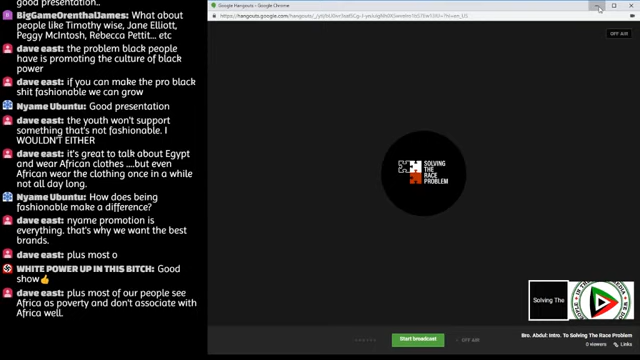 good presentation..
BigGameOrenthalJames: What about
people like Timothy wise, Jane Elliott,
Peggy McIntosh, Rebecca Pettit... etc
dave east: the problem black people
have is promoting the culture of black
power
dave east: if you can make the pro black
shit fashionable we can grow
Nyame Ubuntu: Good presentation
dave east: the youth won't support
something that's not fashionable. I
WOULDN'T EITHER
dave east: it's great to talk about Egypt
and wear African clothes ....but even
African wear the clothing once in a while
not all day long.
Nyame Ubuntu: How does being
fashionable make a difference?
dave east: nyame promotion is
everything. that's why we want the best
brands.
dave east: plus most o
WHITE POWER UP IN THIS BITCH: Good
show👍
dave east: plus most of our people see
Africa as poverty and don't associate with
Africa well.
Google Hangouts - Google Chrome
OFF AIR
SOLVING
THE
RACE
PROBLEM
Solving The
Bro. Abdul: Intro. To Solving The Race Problem
0 viewers
Links
Start broadcast
OFF AIR